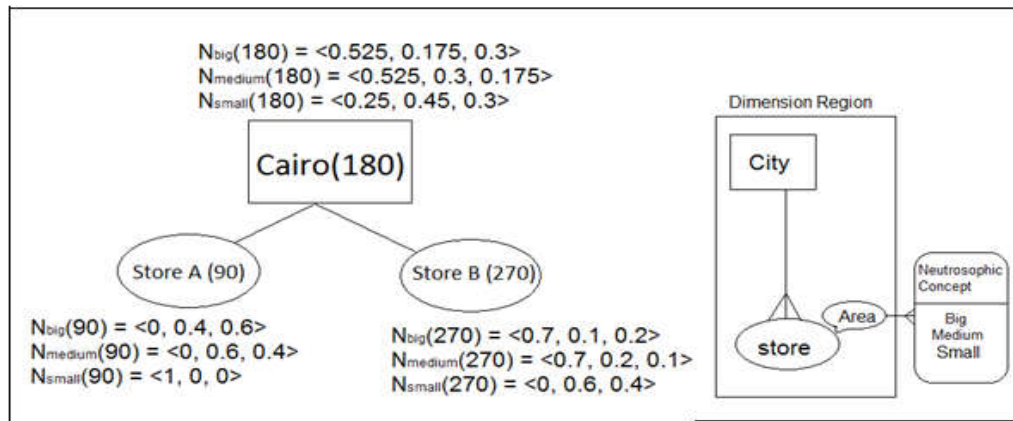 Nbig(180) = <0.525, 0.175, 0.3>
Nmedium(180) = <0.525, 0.3, 0.175>
Nsmall(180) = <0.25, 0.45, 0.3>
Cairo(180)
Store A (90)
Store B (270)
Nbig(90) = <0, 0.4, 0.6>
Nmedium(90) = <0, 0.6, 0.4>
Nsmall(90) = <1, 0, 0>
Nbig(270) = <0.7, 0.1, 0.2>
Nmedium(270) = <0.7, 0.2, 0.1>
Nsmall(270) = <0, 0.6, 0.4>
Dimension Region
City
store
Area
Neutrosophic
Concept
Big
Medium
Small